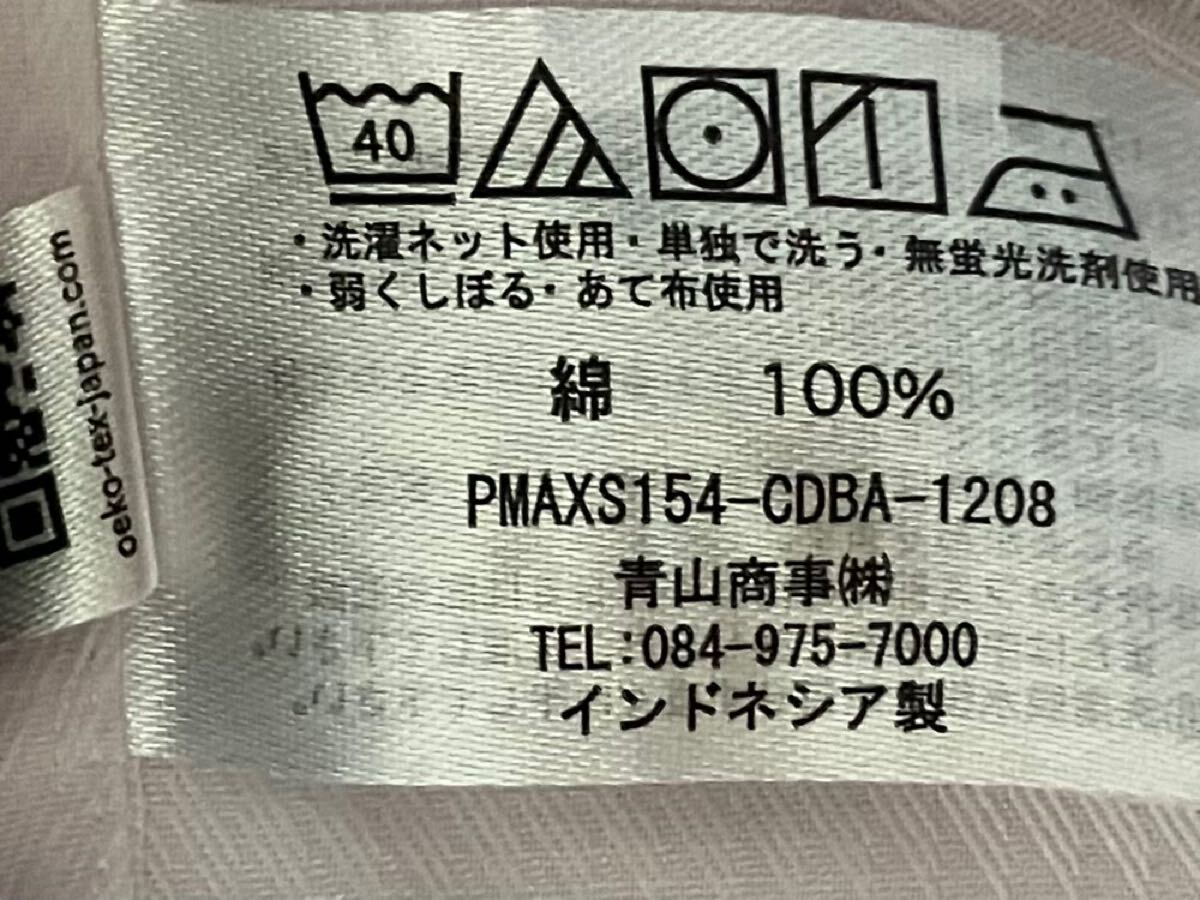 40
・洗濯ネット使用・単独で洗う・無蛍光洗剤使用
・弱くしぼる・あて布使用
綿 100%
PMAXS154-CDBA-1208
青山商事㈱
TEL:084-975-7000
インドネシア製
oeko-tex-japan.com